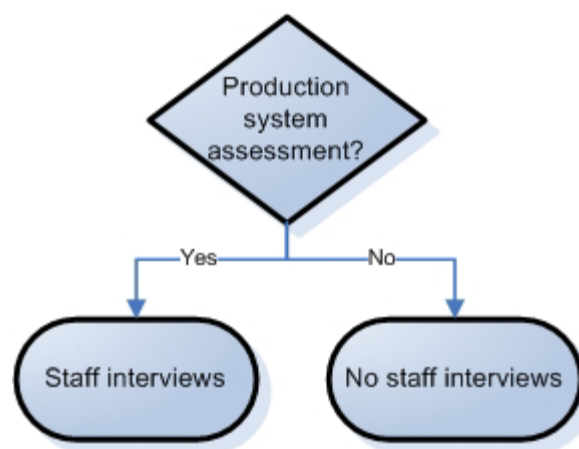 Production
system
assessment?
Yes
No
Staff interviews
No staff interviews